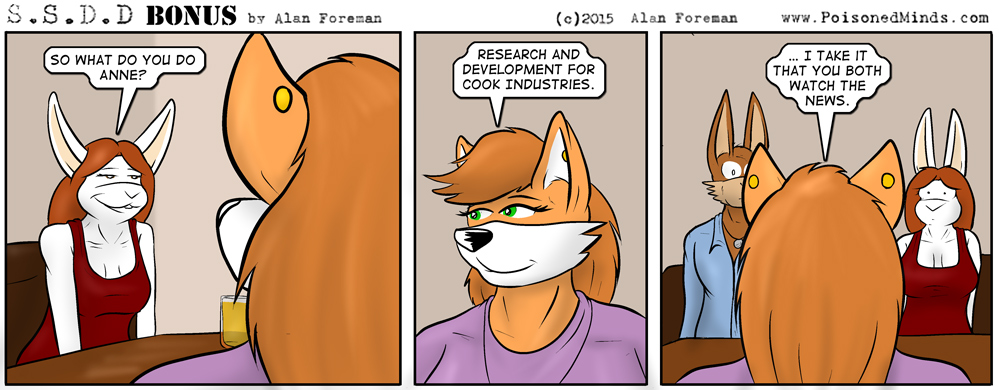 S.S.D.D BONUS by Alan Foreman (c)2015 Alan Foreman www.PoisonedMinds.com
SO WHAT DO YOU DO
ANNE?
RESEARCH AND
DEVELOPMENT FOR
COOK INDUSTRIES.
... I TAKE IT
THAT YOU BOTH
WATCH THE
NEWS.